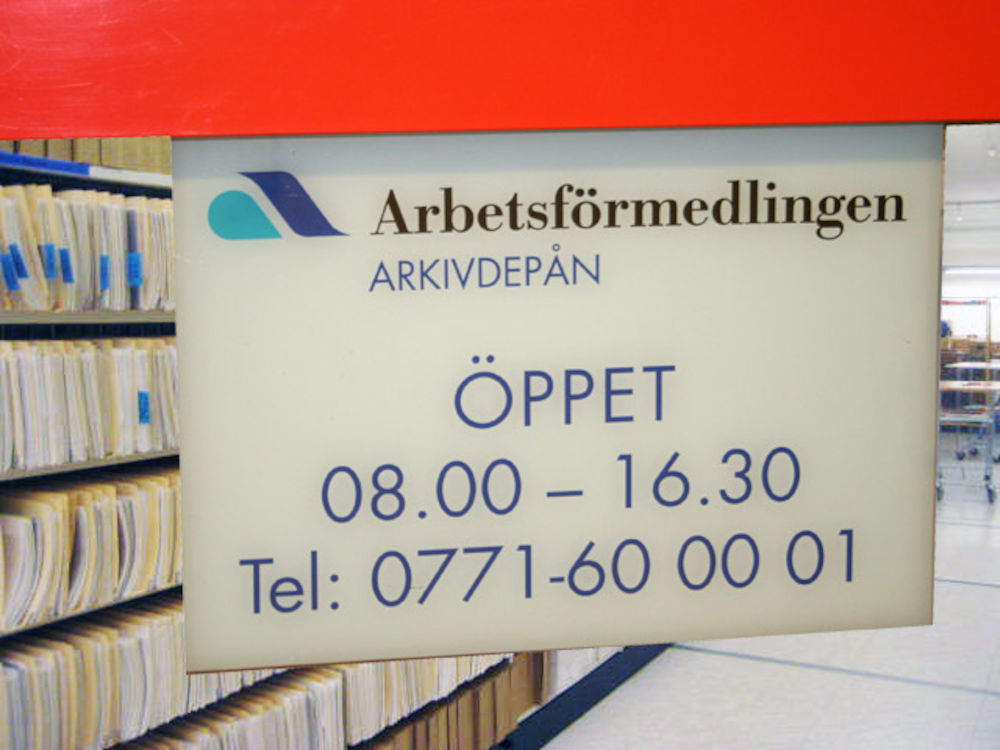 Arbetsförmedlingen
ARKIVDEPÅN
ÖPPET
08.00 – 16.30
Tel: 0771-60 00 01